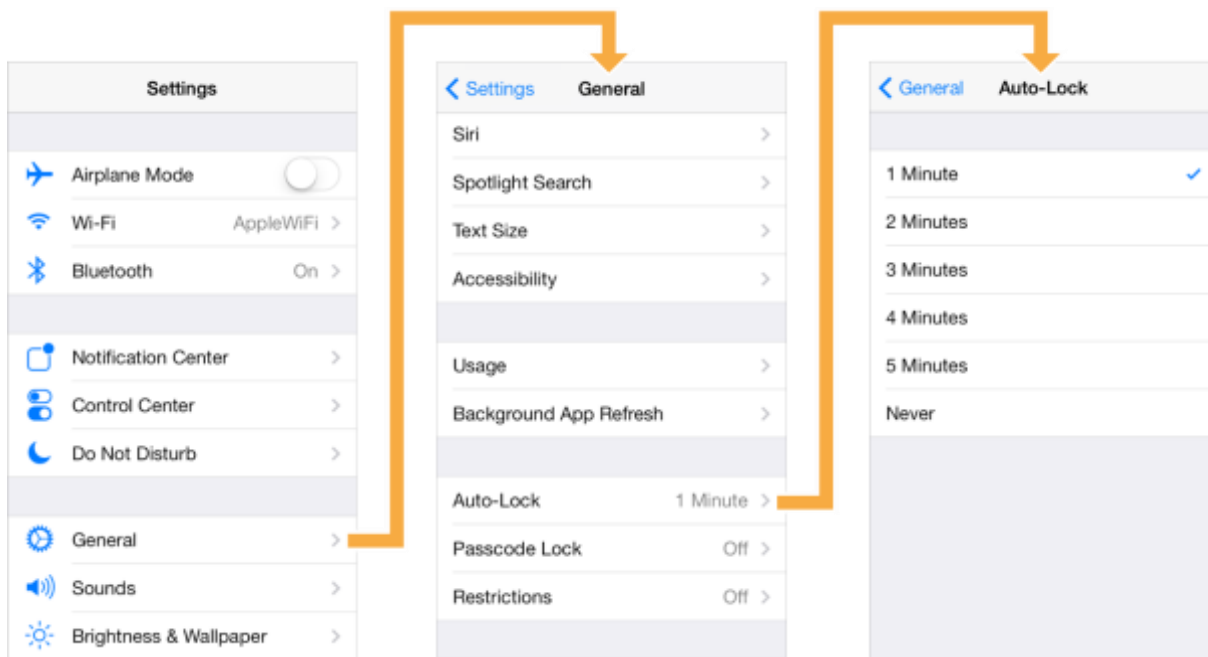 Settings
Airplane Mode
Wi-Fi AppleWiFi
Bluetooth On
Notification Center
Control Center
Do Not Disturb
General
Sounds
Brightness & Wallpaper
Settings General
Siri
Spotlight Search
Text Size
Accessibility
Usage
Background App Refresh
Auto-Lock 1 Minute
Passcode Lock Off
Restrictions Off
General Auto-Lock
1 Minute
2 Minutes
3 Minutes
4 Minutes
5 Minutes
Never